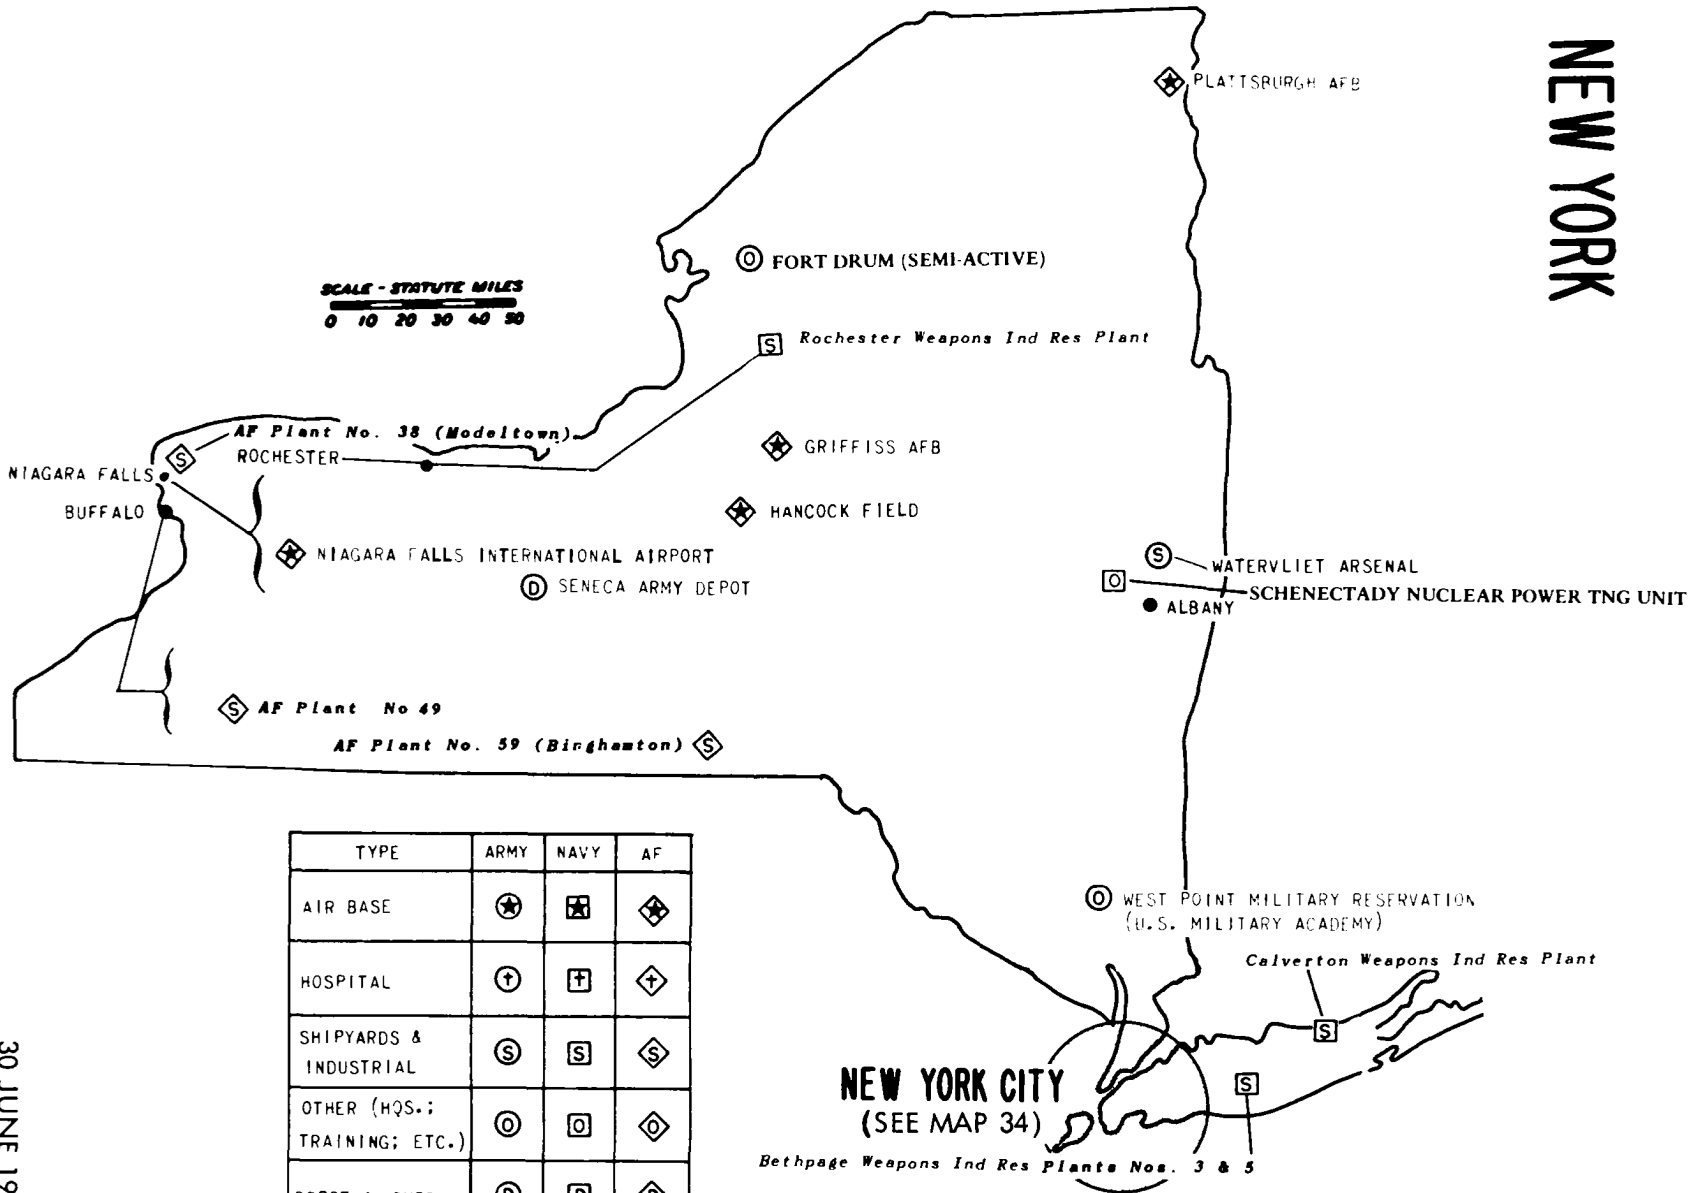 NEW YORK
PLATTSBURGH AFB
O FORT DRUM (SEMI-ACTIVE)
SCALE - STATUTE MILES
0 10 20 30 40 50
S Rochester Weapons Ind Res Plant
AF Plant No. 38 (Modeltown)
S
ROCHESTER
GRIFFISS AFB
NIAGARA FALLS
BUFFALO
HANCOCK FIELD
NIAGARA FALLS INTERNATIONAL AIRPORT
S WATERVLIET ARSENAL
D SENECA ARMY DEPOT
O SCHENECTADY NUCLEAR POWER TNG UNIT
ALBANY
S AF Plant No 49
AF Plant No. 59 (Binghamton) S
TYPE ARMY NAVY AF
AIR BASE
HOSPITAL
SHIPYARDS &
INDUSTRIAL S S S
OTHER (HQS.;
TRAINING; ETC.) O O O
D D D
O WEST POINT MILITARY RESERVATION
(U.S. MILITARY ACADEMY)
Calverton Weapons Ind Res Plant
S
S
NEW YORK CITY
(SEE MAP 34)
Bethpage Weapons Ind Res Plants Nos. 3 & 5
30 JUNE 19